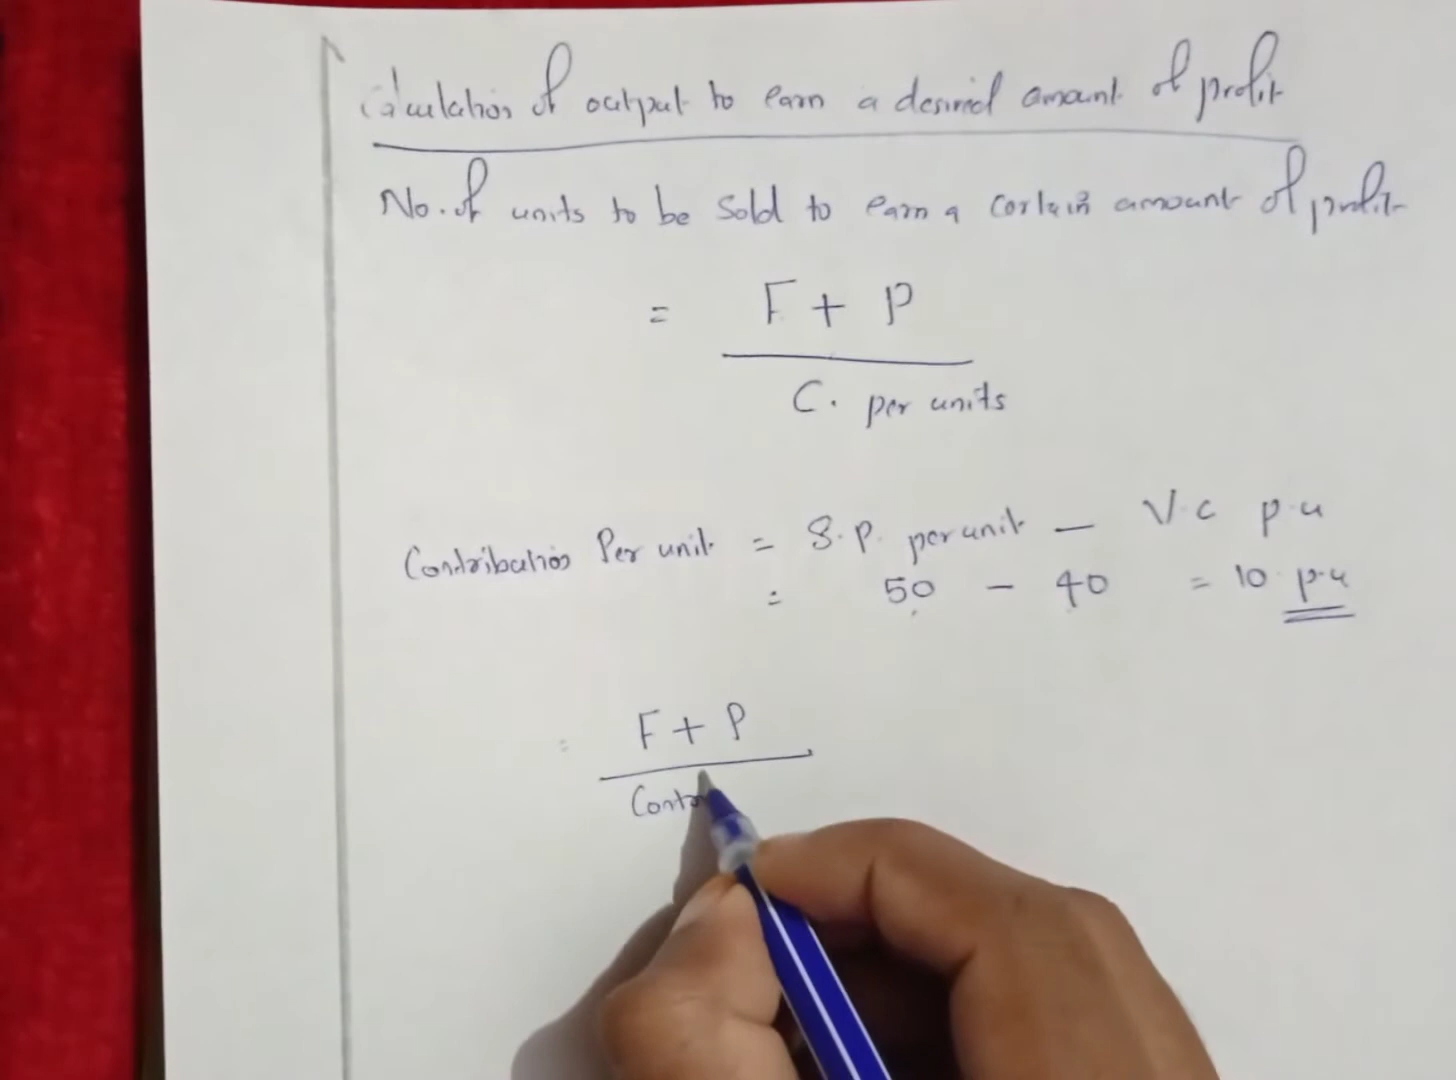 Calculation of output to earn a desired amount of profit
No. of units to be Sold to earn a certain amount of profit
= F + P
C. per units
Contribution Per unit = S.P. per unit — V.C p.u
= 50 - 40 = 10 p.u
= F + P
Contr